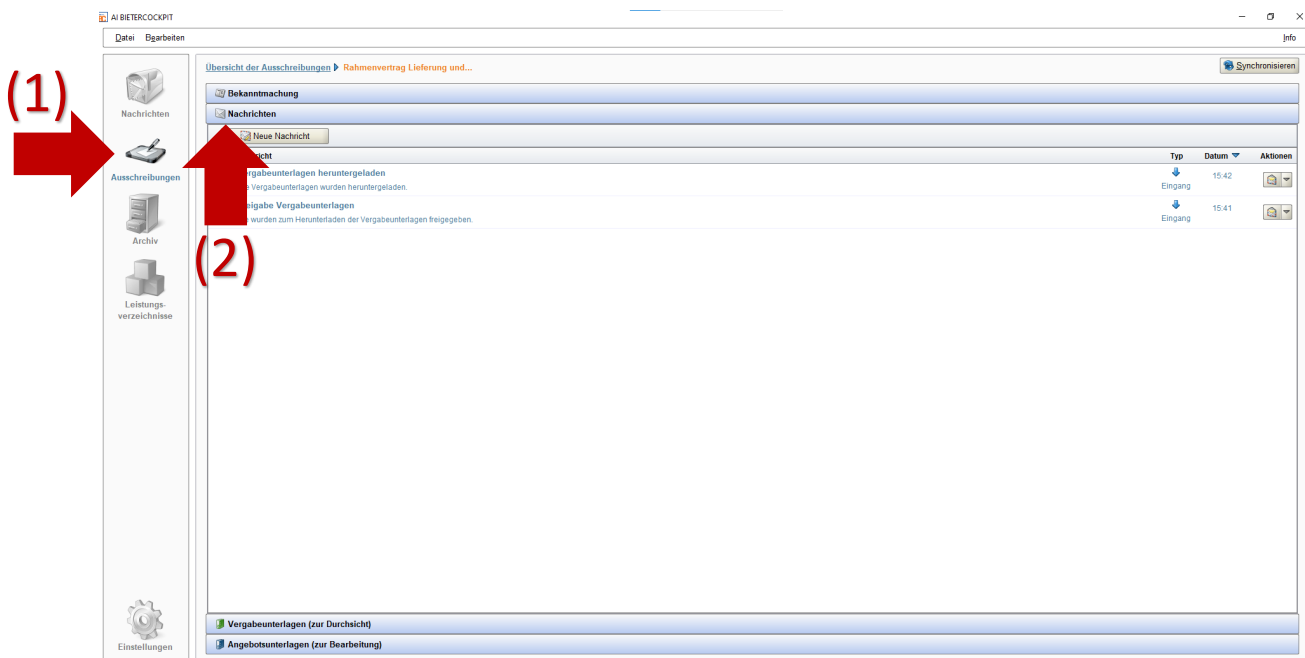 AI BIETERCOCKPIT
Datei Bearbeiten Info
(1)
Nachrichten
Ausschreibungen
Archiv
Leistungs-
verzeichnisse
Einstellungen
Übersicht der Ausschreibungen Rahmenvertrag Lieferung und...
Synchronisieren
Bekanntmachung
Nachrichten
Neue Nachricht
Typ Datum Aktionen
heruntergeladen
Vergabeunterlagen wurden heruntergeladen.
Eingang
15:42
Vergabeunterlagen
wurden zum Herunterladen der Vergabeunterlagen freigegeben.
Eingang
15:41
(2)
Vergabeunterlagen (zur Durchsicht)
Angebotsunterlagen (zur Bearbeitung)